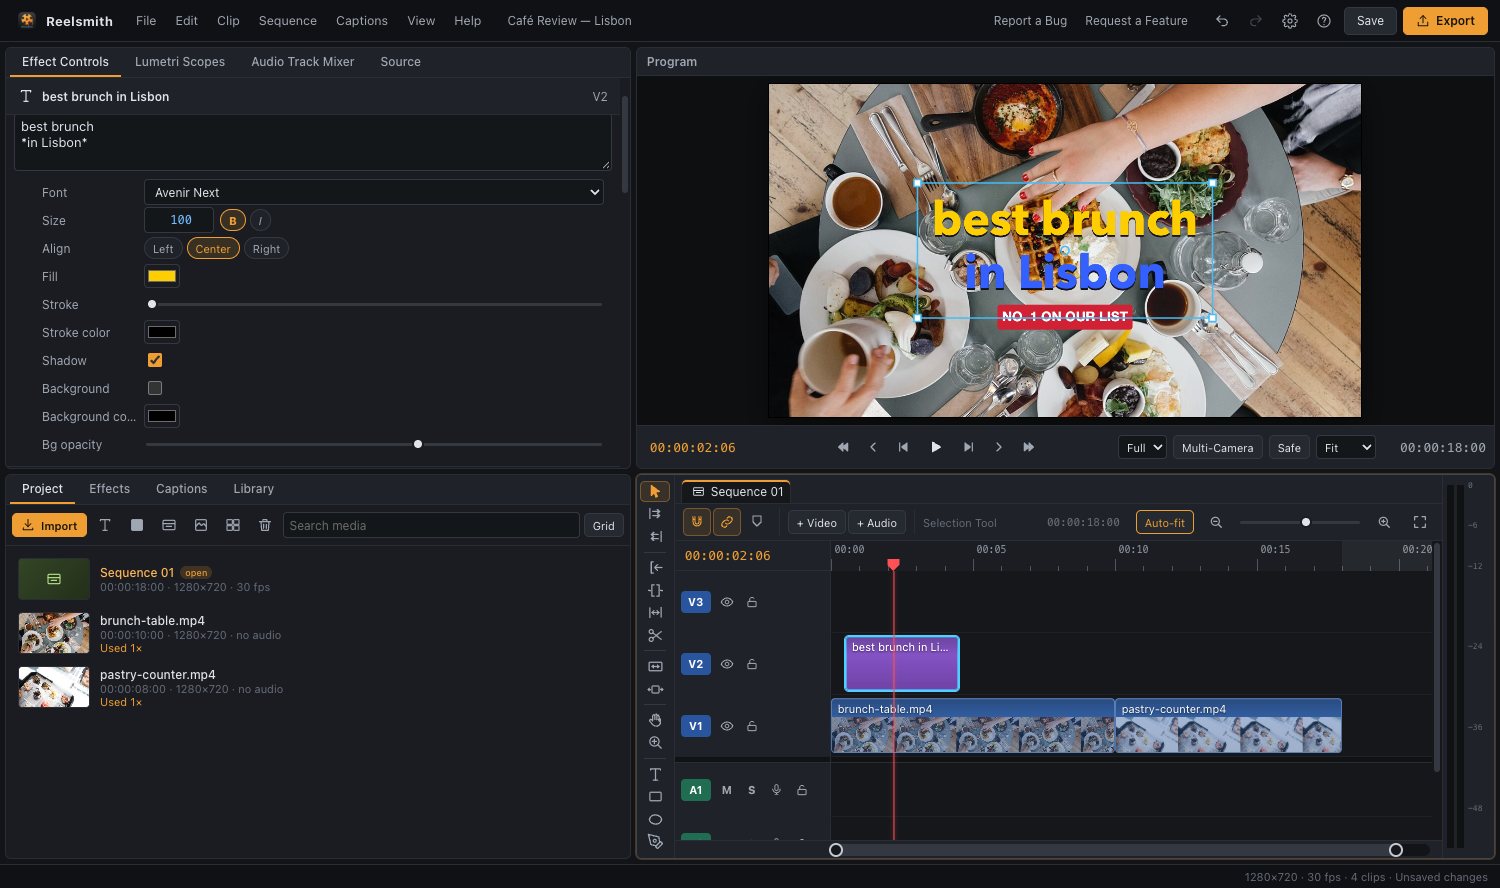 Reelsmith
File
Edit
Clip
Sequence
Captions
View
Help
Café Review — Lisbon
Report a Bug
Request a Feature
Save
Export
Effect Controls
Lumetri Scopes
Audio Track Mixer
Source
best brunch in Lisbon
V2
best brunch
*in Lisbon*
Font
Avenir Next
Size
100
B
I
Align
Left
Center
Right
Fill
Stroke
Stroke color
Shadow
Background
Background co...
Bg opacity
Program
best brunch
in Lisbon
NO. 1 ON OUR LIST
00:00:02:06
Full
Multi-Camera
Safe
Fit
00:00:18:00
Project
Effects
Captions
Library
Import
Search media
Grid
Sequence 01
open
00:00:18:00 · 1280×720 · 30 fps
brunch-table.mp4
00:00:10:00 · 1280×720 · no audio
Used 1×
pastry-counter.mp4
00:00:08:00 · 1280×720 · no audio
Used 1×
Sequence 01
+ Video
+ Audio
Selection Tool
00:00:18:00
Auto-fit
00:00:02:06
00:00
00:05
00:10
00:15
00:20
V3
V2
best brunch in Li...
V1
brunch-table.mp4
pastry-counter.mp4
A1
M
S
0
-6
-12
-24
-36
-48
1280×720 · 30 fps · 4 clips · Unsaved changes